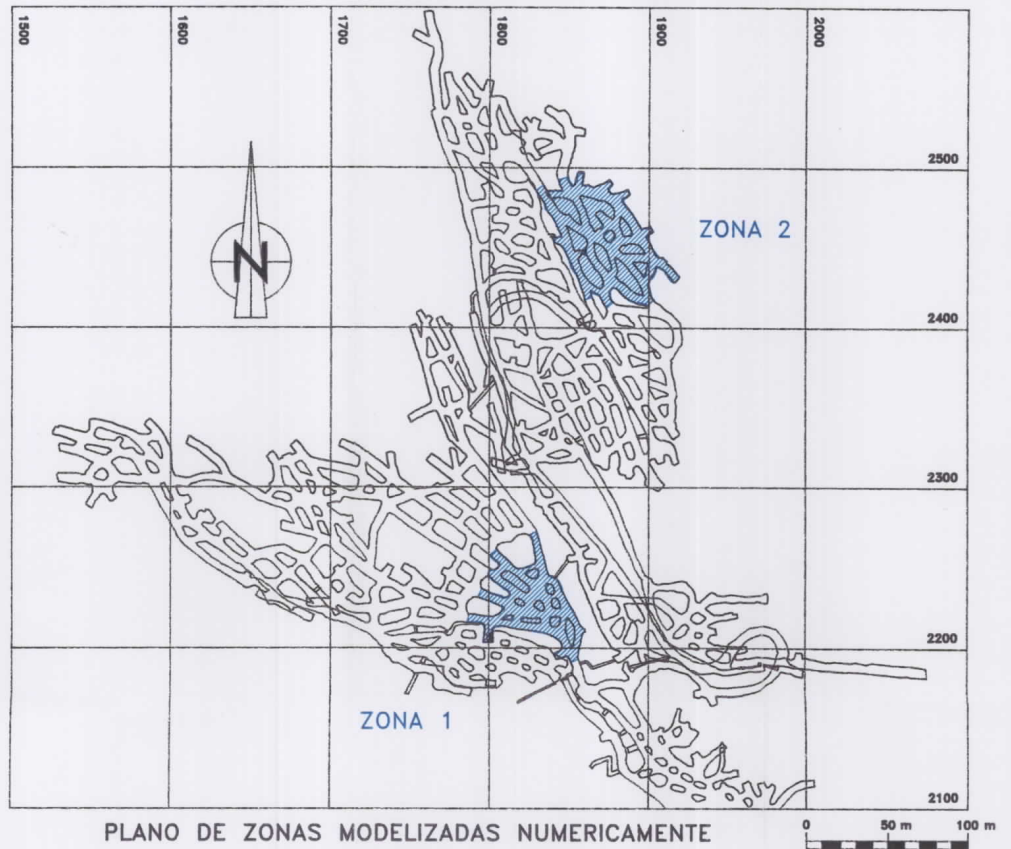 1500
1600
1700
1800
1900
2000
N
2500
ZONA 2
2400
2300
2200
ZONA 1
2100
PLANO DE ZONAS MODELIZADAS NUMERICAMENTE
0 50 m 100 m